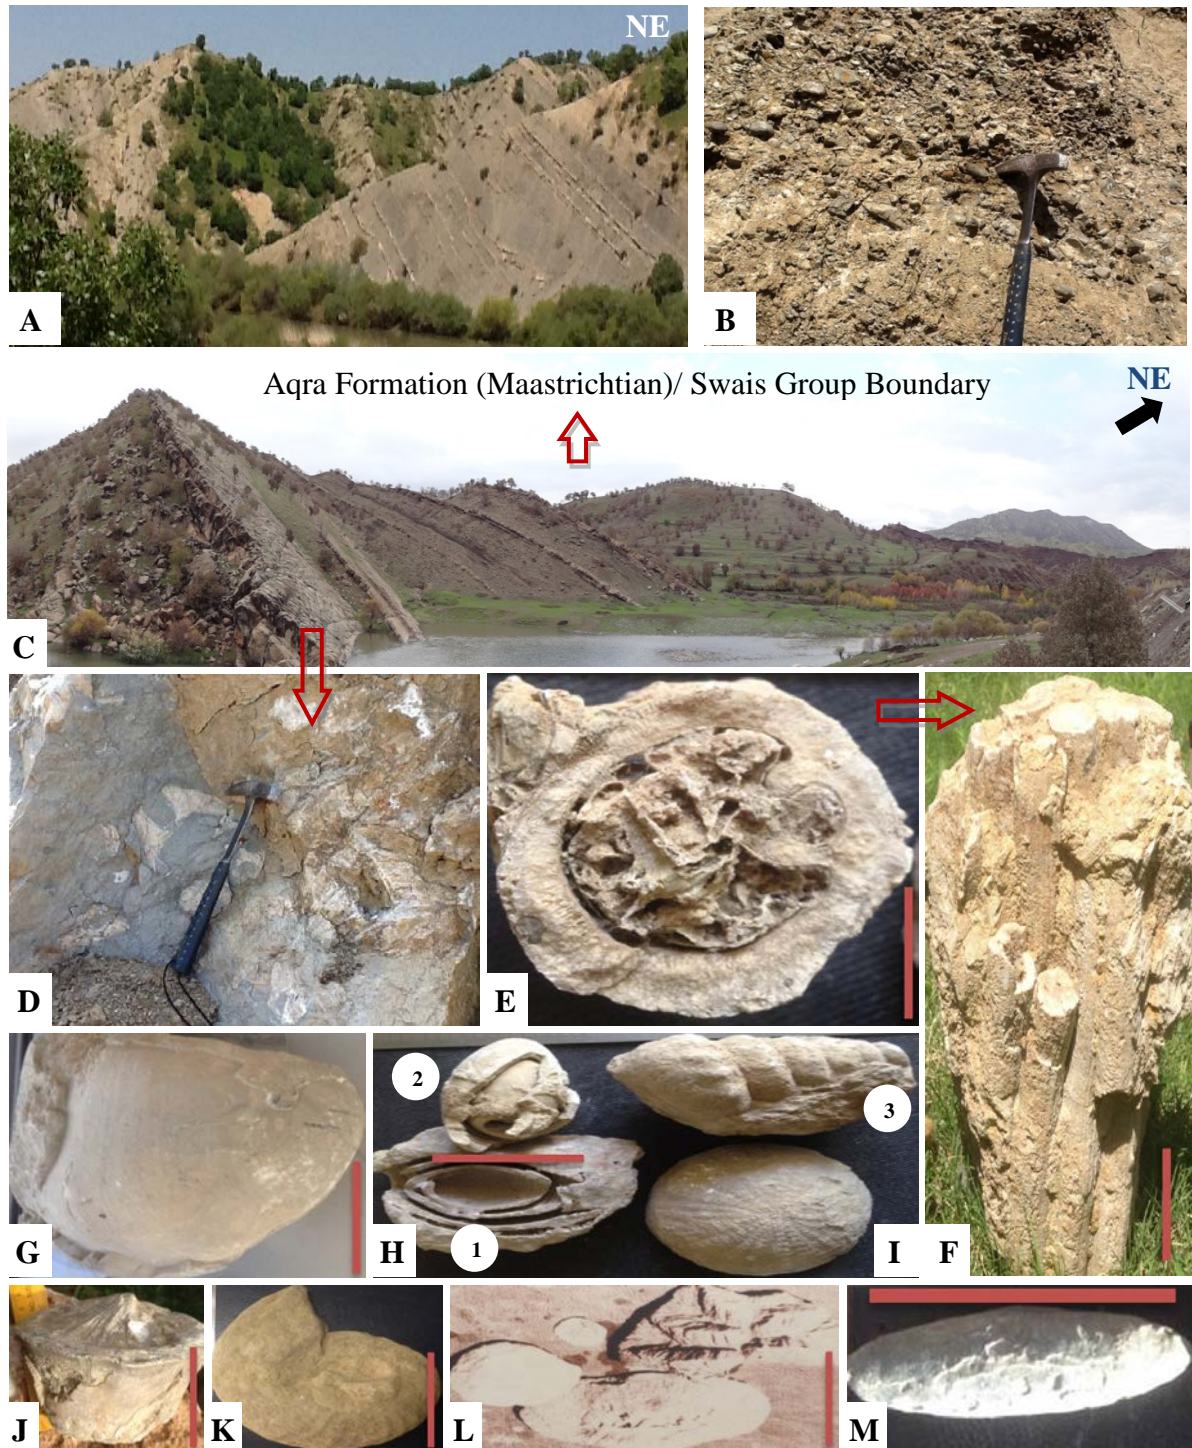 NE
A
B
Aqra Formation (Maastrichtian)/ Swais Group Boundary
NE
C
D
E
G
2
3
1
H
I
F
J
K
L
M